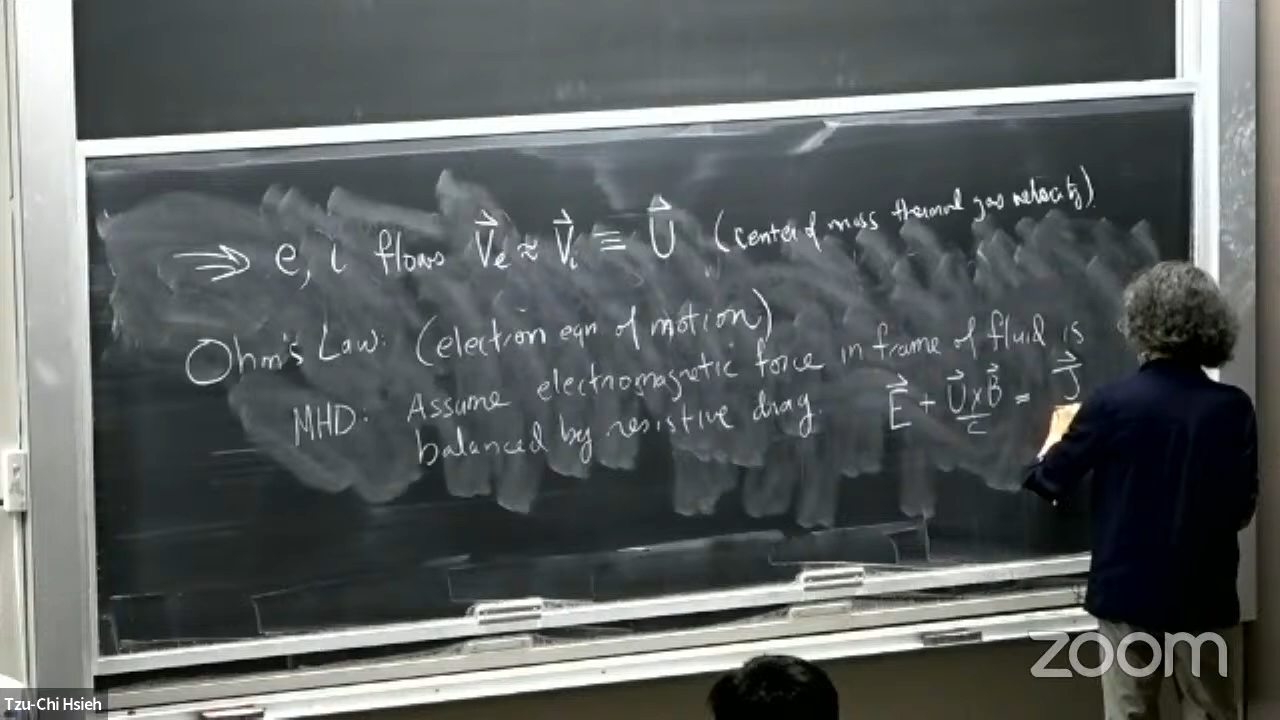 ⇒ e, i flows V⃗e ≈ V⃗i ≡ U⃗ (center of mass thermal gas velocity)
Ohm's Law: (electron eqn of motion)
MHD: Assume electromagnetic force in frame of fluid is
balanced by resistive drag. E⃗ + U⃗×B⃗/c = J⃗
zoom
Tzu-Chi Hsieh